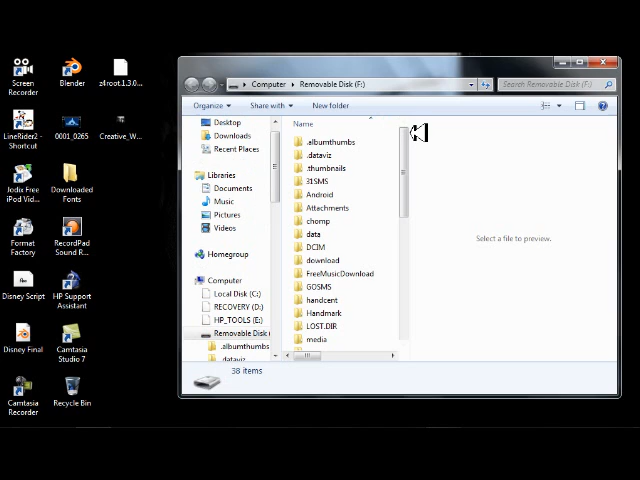 Screen
Recorder
Blender
z4root.1.3.0...
LineRider2 -
Shortcut
0001_0265
Creative_W...
Jodix Free
iPod Vid...
Downloaded
Fonts
Format
Factory
RecordPad
Sound R...
Disney Script
HP Support
Assistant
Disney Final
Camtasia
Studio 7
Camtasia
Recorder
Recycle Bin
Computer
Removable Disk (F:)
Search Removable Disk (F:)
Organize
Share with
New folder
Desktop
Downloads
Recent Places
Libraries
Documents
Music
Pictures
Videos
Homegroup
Computer
Local Disk (C:)
RECOVERY (D:)
HP_TOOLS (E:)
Removable Disk (
.albumthumbs
.dataviz
Name
.albumthumbs
.dataviz
.thumbnails
31SMS
Android
Attachments
chomp
data
DCIM
download
FreeMusicDownload
GOSMS
handcent
Handmark
LOST.DIR
media
Select a file to preview.
38 items